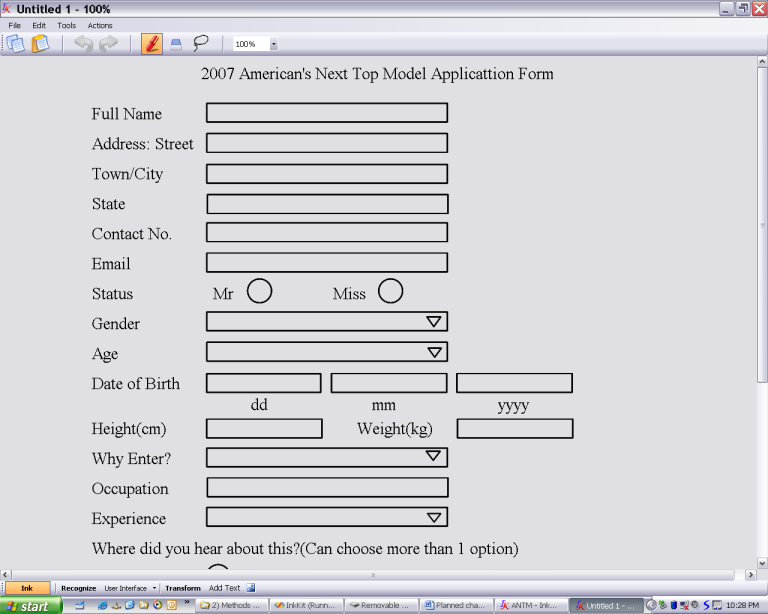 Untitled 1 - 100%
File Edit Tools Actions
100%
2007 American's Next Top Model Applicattion Form
Full Name
Address: Street
Town/City
State
Contact No.
Email
Status Mr Miss
Gender
Age
Date of Birth
dd mm yyyy
Height(cm) Weight(kg)
Why Enter?
Occupation
Experience
Where did you hear about this?(Can choose more than 1 option)
Ink Recognize User Interface Transform Add Text
start 2) Methods ... InkKit (Runn... Removable ... Planned cha... ANTM - Ink... Untitled 1 - ... 10:28 PM